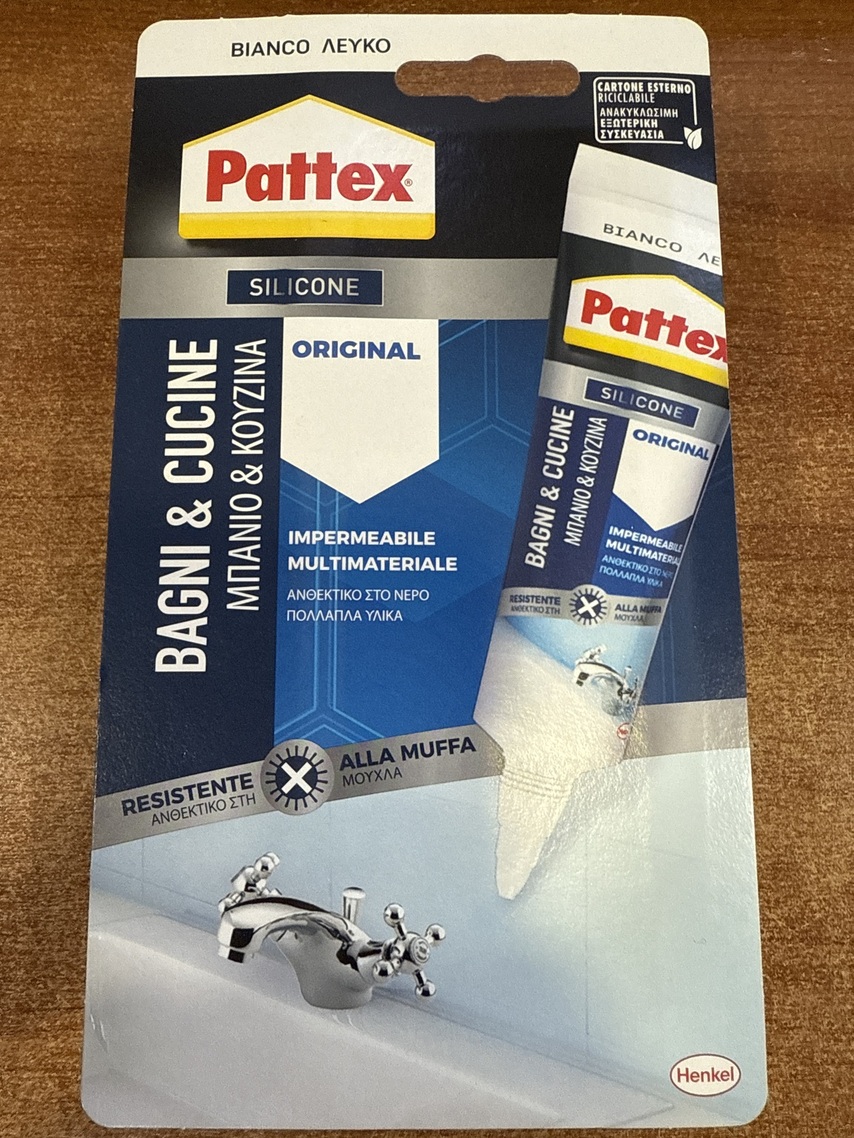 BIANCO ΛΕΥΚΟ
CARTONE ESTERNO
RICICLABILE
ΑΝΑΚΥΚΛΩΣΙΜΗ
ΕΞΩΤΕΡΙΚΗ
ΣΥΣΚΕΥΑΣΙΑ
Pattex®
SILICONE
BAGNI & CUCINE
ΜΠΑΝΙΟ & ΚΟΥΖΙΝΑ
ORIGINAL
IMPERMEABILE
MULTIMATERIALE
ΑΝΘΕΚΤΙΚΟ ΣΤΟ ΝΕΡΟ
ΠΟΛΛΑΠΛΑ ΥΛΙΚΑ
RESISTENTE
ΑΝΘΕΚΤΙΚΟ ΣΤΗ
ALLA MUFFA
ΜΟΥΧΛΑ
BIANCO ΛΕ
Pattex
SILICONE
BAGNI & CUCINE
ΜΠΑΝΙΟ & ΚΟΥΖΙΝΑ
ORIGINAL
IMPERMEABILE
MULTIMATERIAL
ΑΝΘΕΚΤΙΚΟ ΣΤΟ ΝΕΡΟ
ΠΟΛΛΑΠΛΑ ΥΛΙΚΑ
RESISTENTE
ΑΝΘΕΚΤΙΚΟ ΣΤΗ
ALLA MUFFA
ΜΟΥΧΛΑ
Henkel